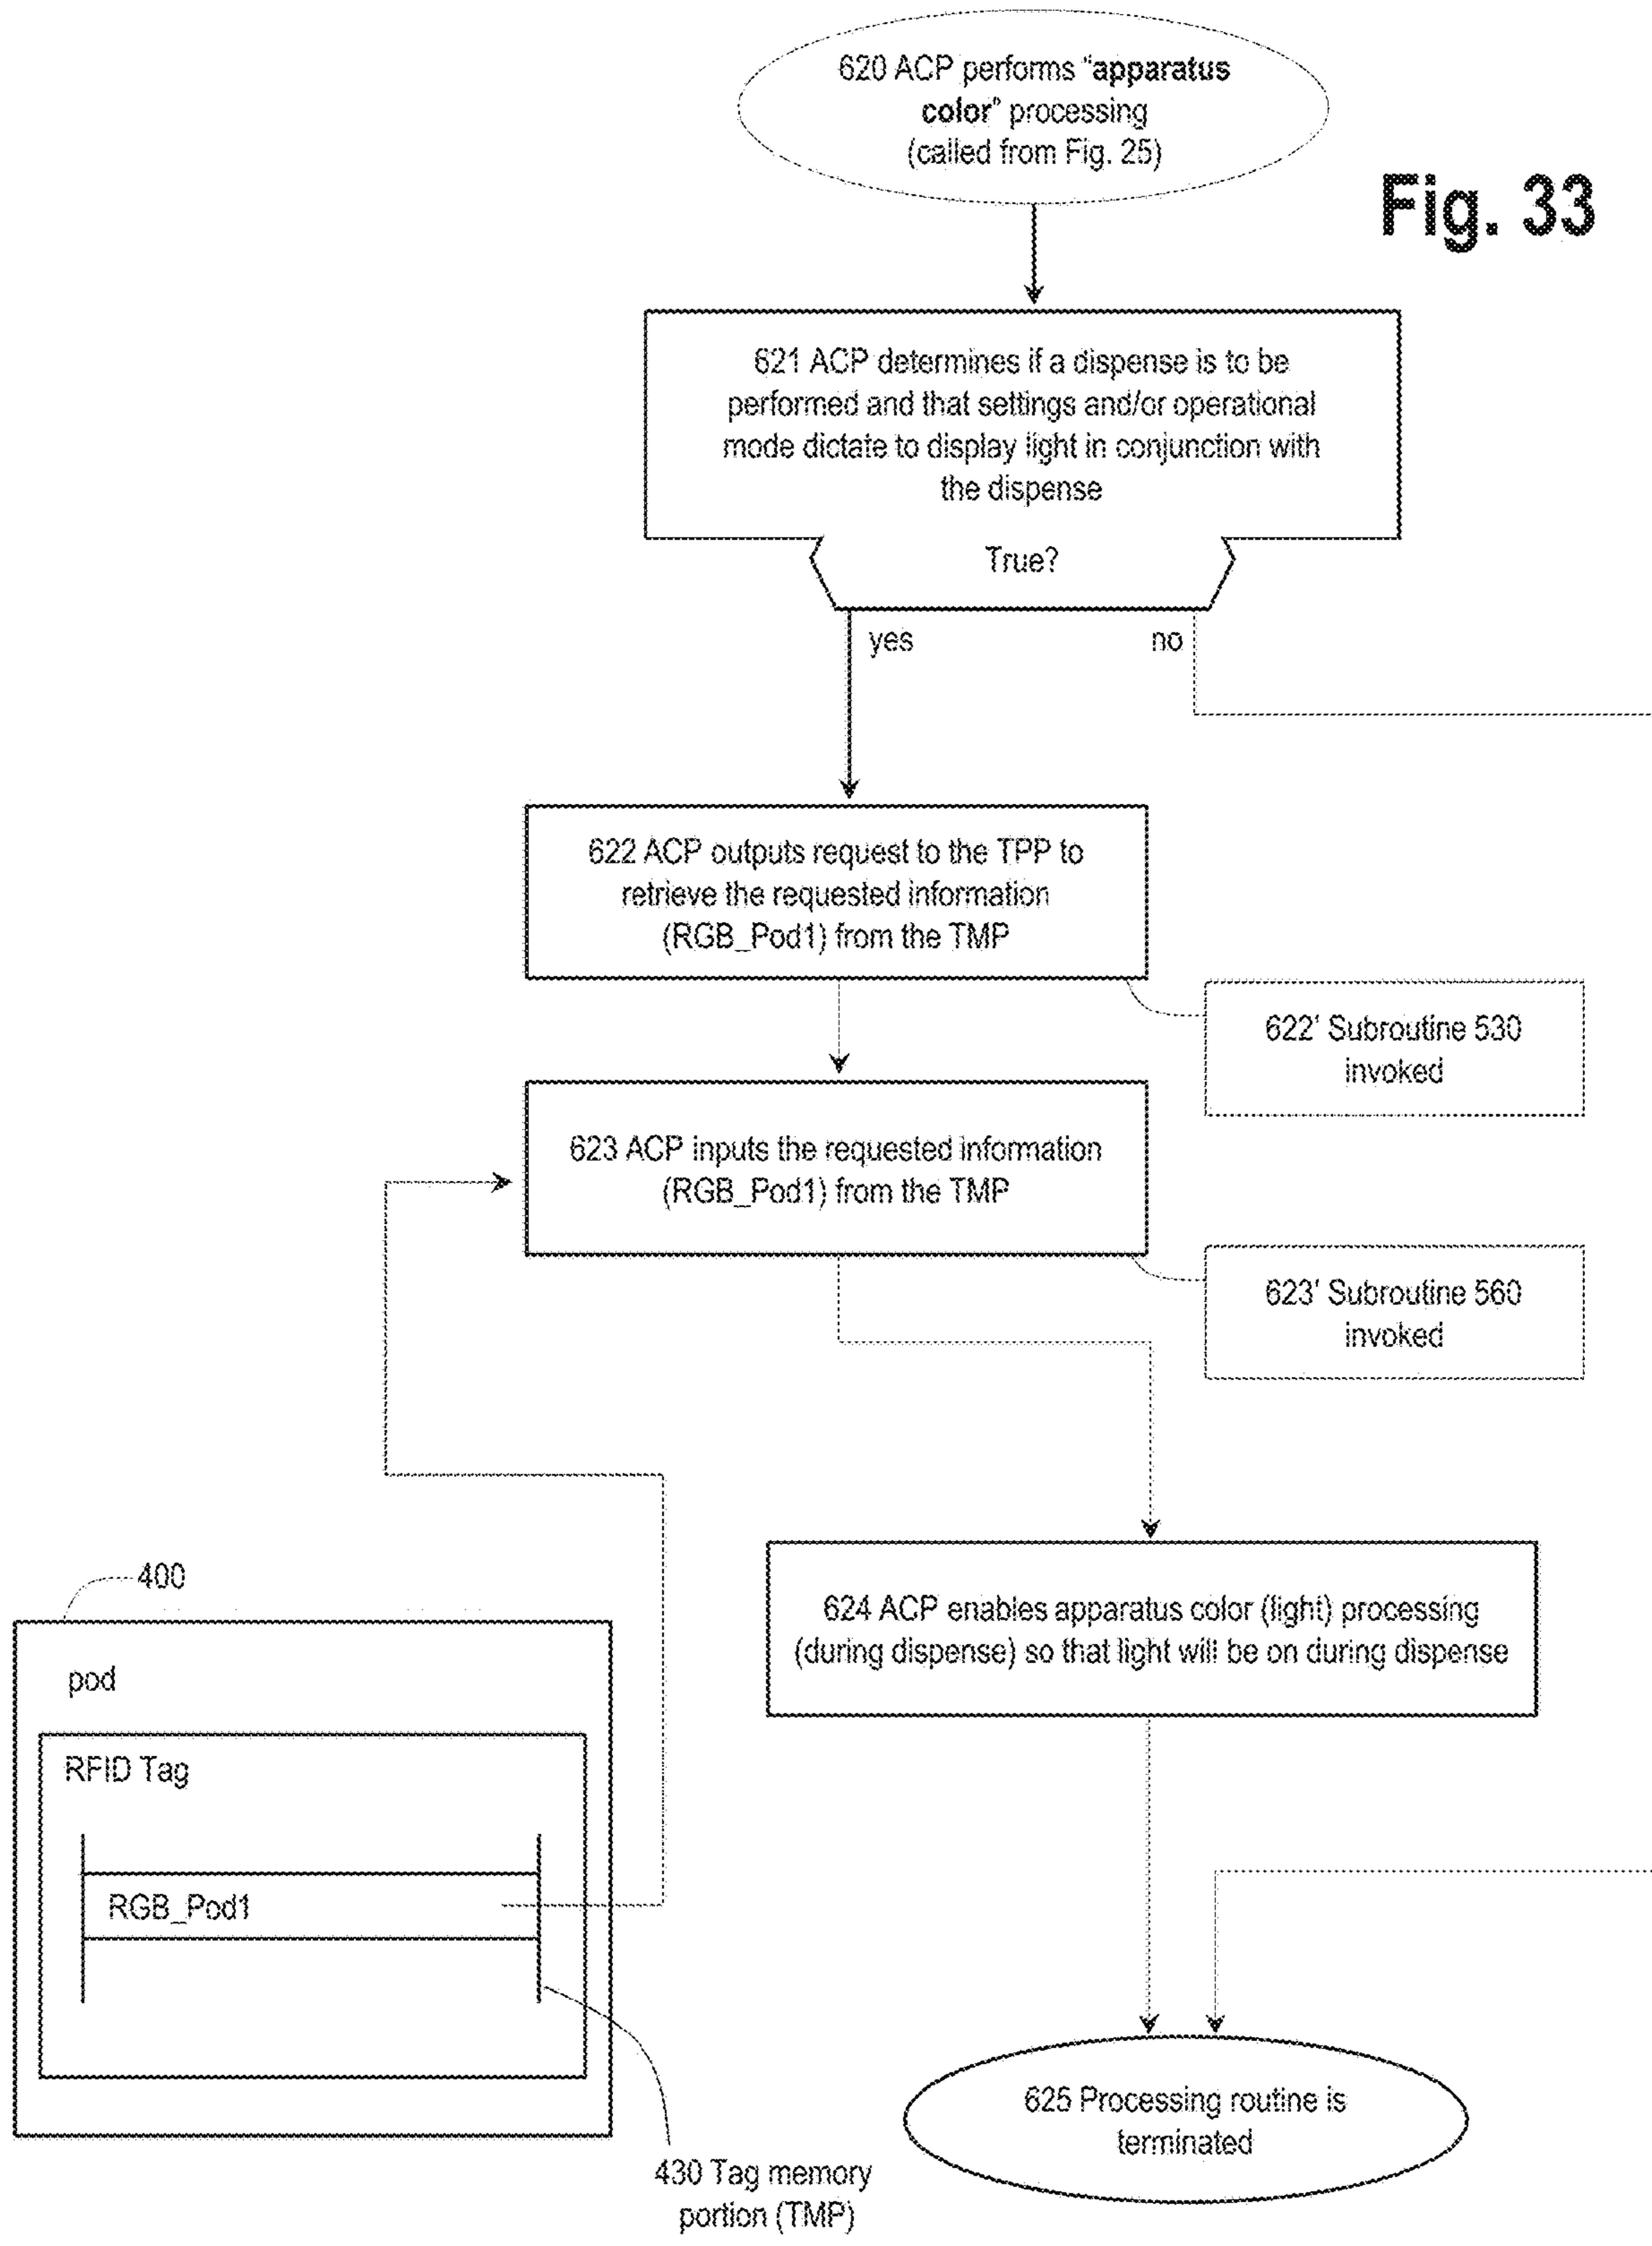 620 ACP performs “apparatus
color” processing
(called from Fig. 25)
Fig. 33
621 ACP determines if a dispense is to be
performed and that settings and/or operational
mode dictate to display light in conjunction with
the dispense
True?
yes
no
622 ACP outputs request to the TPP to
retrieve the requested information
(RGB_Pod1) from the TMP
622' Subroutine 530
invoked
623 ACP inputs the requested information
(RGB_Pod1) from the TMP
623' Subroutine 560
invoked
624 ACP enables apparatus color (light) processing
(during dispense) so that light will be on during dispense
400
pod
RFID Tag
RGB_Pod1
430 Tag memory
portion (TMP)
625 Processing routine is
terminated